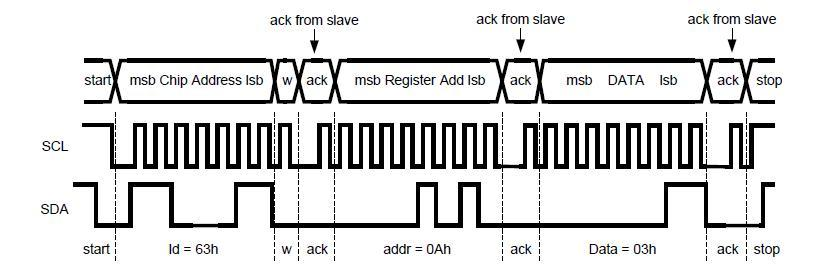 ack from slave ack from slave ack from slave
start msb Chip Address lsb w ack msb Register Add lsb ack msb DATA lsb ack stop
SCL
SDA
start Id = 63h w ack addr = 0Ah ack Data = 03h ack stop